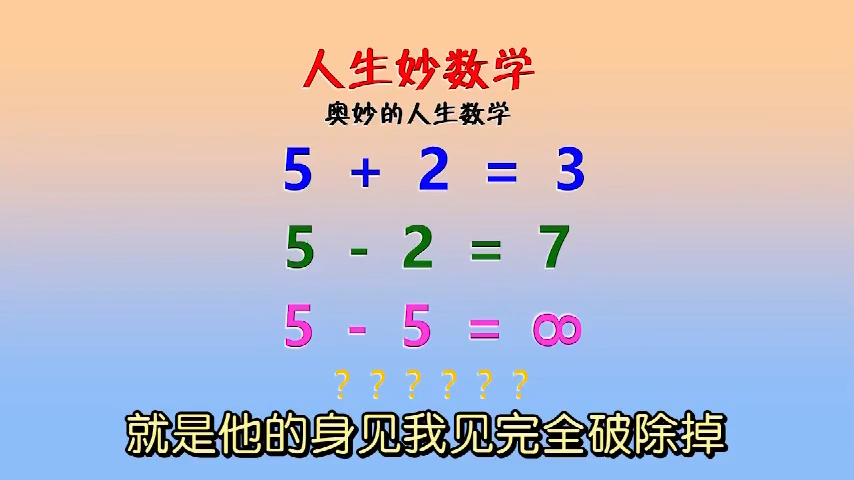 人生妙数学
奥妙的人生数学
5 + 2 = 3
5 - 2 = 7
5 - 5 = ∞
? ? ? ? ? ?
就是他的身见我见完全破除掉